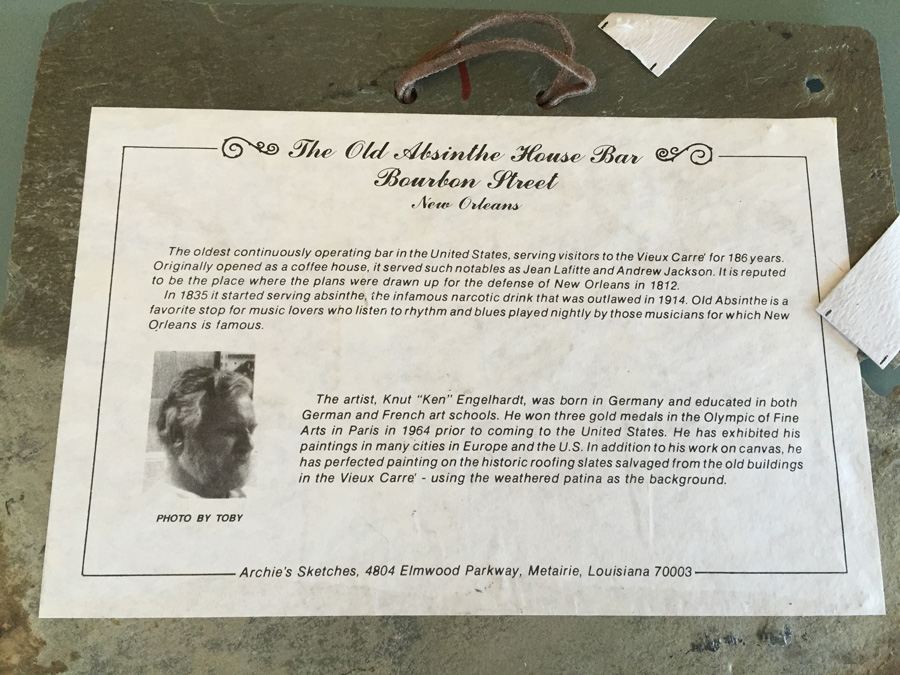 The Old Absinthe House Bar
Bourbon Street
New Orleans
The oldest continuously operating bar in the United States, serving visitors to the Vieux Carre' for 186 years.
Originally opened as a coffee house, it served such notables as Jean Lafitte and Andrew Jackson. It is reputed
to be the place where the plans were drawn up for the defense of New Orleans in 1812.
In 1835 it started serving absinthe, the infamous narcotic drink that was outlawed in 1914. Old Absinthe is a
favorite stop for music lovers who listen to rhythm and blues played nightly by those musicians for which New
Orleans is famous.
The artist, Knut "Ken" Engelhardt, was born in Germany and educated in both
German and French art schools. He won three gold medals in the Olympic of Fine
Arts in Paris in 1964 prior to coming to the United States. He has exhibited his
paintings in many cities in Europe and the U.S. In addition to his work on canvas, he
has perfected painting on the historic roofing slates salvaged from the old buildings
in the Vieux Carre' - using the weathered patina as the background.
PHOTO BY TOBY
Archie's Sketches, 4804 Elmwood Parkway, Metairie, Louisiana 70003